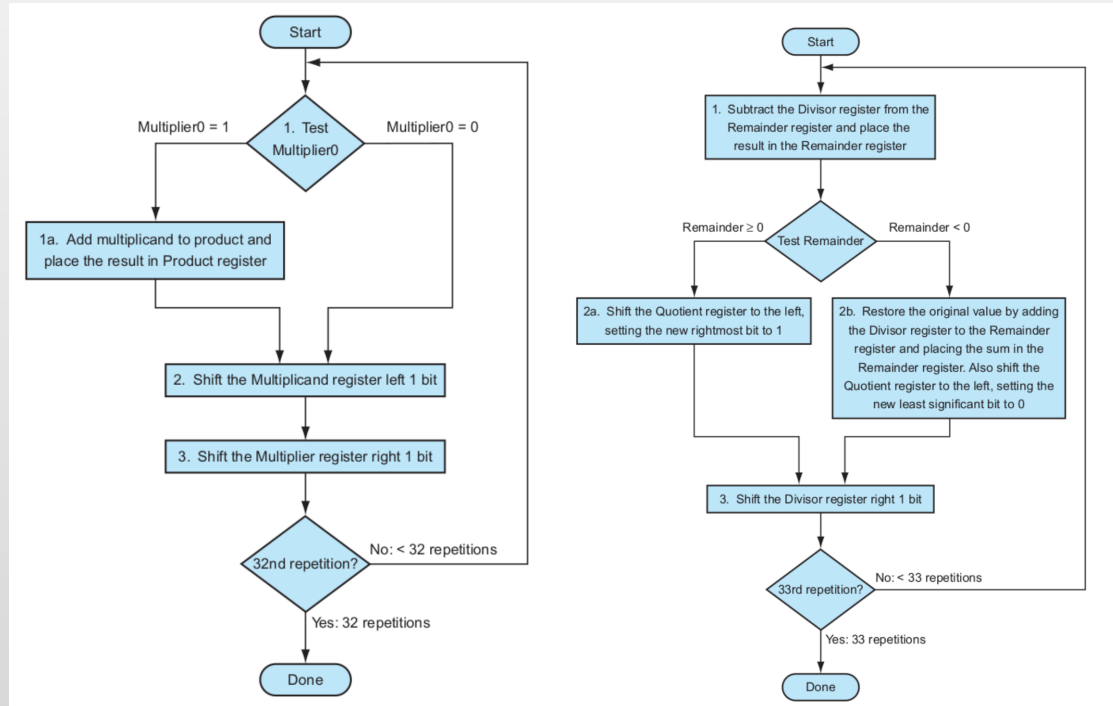 Start
Multiplier0 = 1
1. Test
Multiplier0
Multiplier0 = 0
1a. Add multiplicand to product and
place the result in Product register
2. Shift the Multiplicand register left 1 bit
3. Shift the Multiplier register right 1 bit
32nd repetition?
No: < 32 repetitions
Yes: 32 repetitions
Done
Start
1. Subtract the Divisor register from the
Remainder register and place the
result in the Remainder register
Remainder ≥ 0
Test Remainder
Remainder < 0
2a. Shift the Quotient register to the left,
setting the new rightmost bit to 1
2b. Restore the original value by adding
the Divisor register to the Remainder
register and placing the sum in the
Remainder register. Also shift the
Quotient register to the left, setting the
new least significant bit to 0
3. Shift the Divisor register right 1 bit
33rd repetition?
No: < 33 repetitions
Yes: 33 repetitions
Done